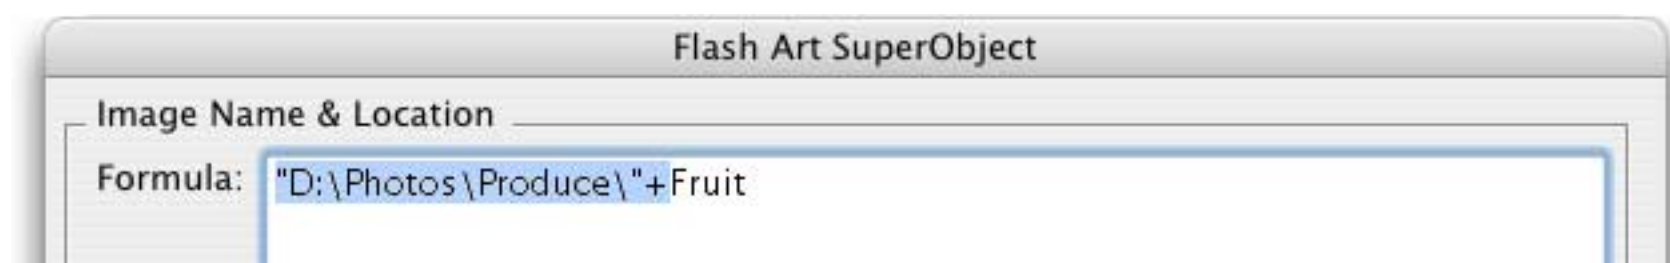 Flash Art SuperObject
Image Name & Location
Formula: "D:\Photos\Produce\"+Fruit